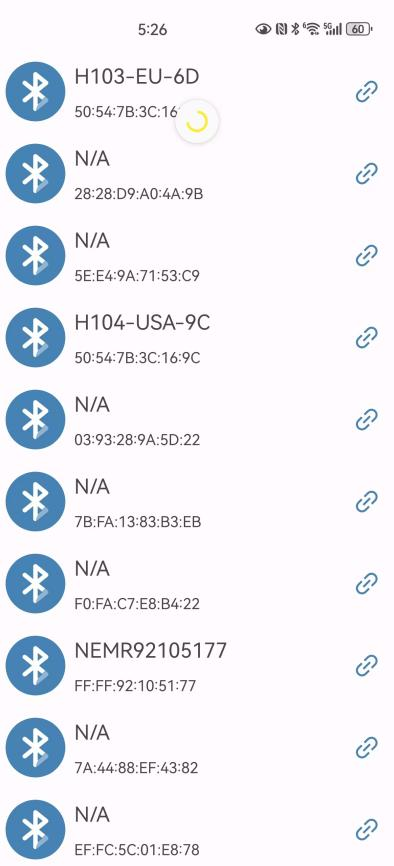 5:26
6
5G
60
H103-EU-6D
50:54:7B:3C:16:
N/A
28:28:D9:A0:4A:9B
N/A
5E:E4:9A:71:53:C9
H104-USA-9C
50:54:7B:3C:16:9C
N/A
03:93:28:9A:5D:22
N/A
7B:FA:13:83:B3:EB
N/A
F0:FA:C7:E8:B4:22
NEMR92105177
FF:FF:92:10:51:77
N/A
7A:44:88:EF:43:82
N/A
EF:FC:5C:01:E8:78